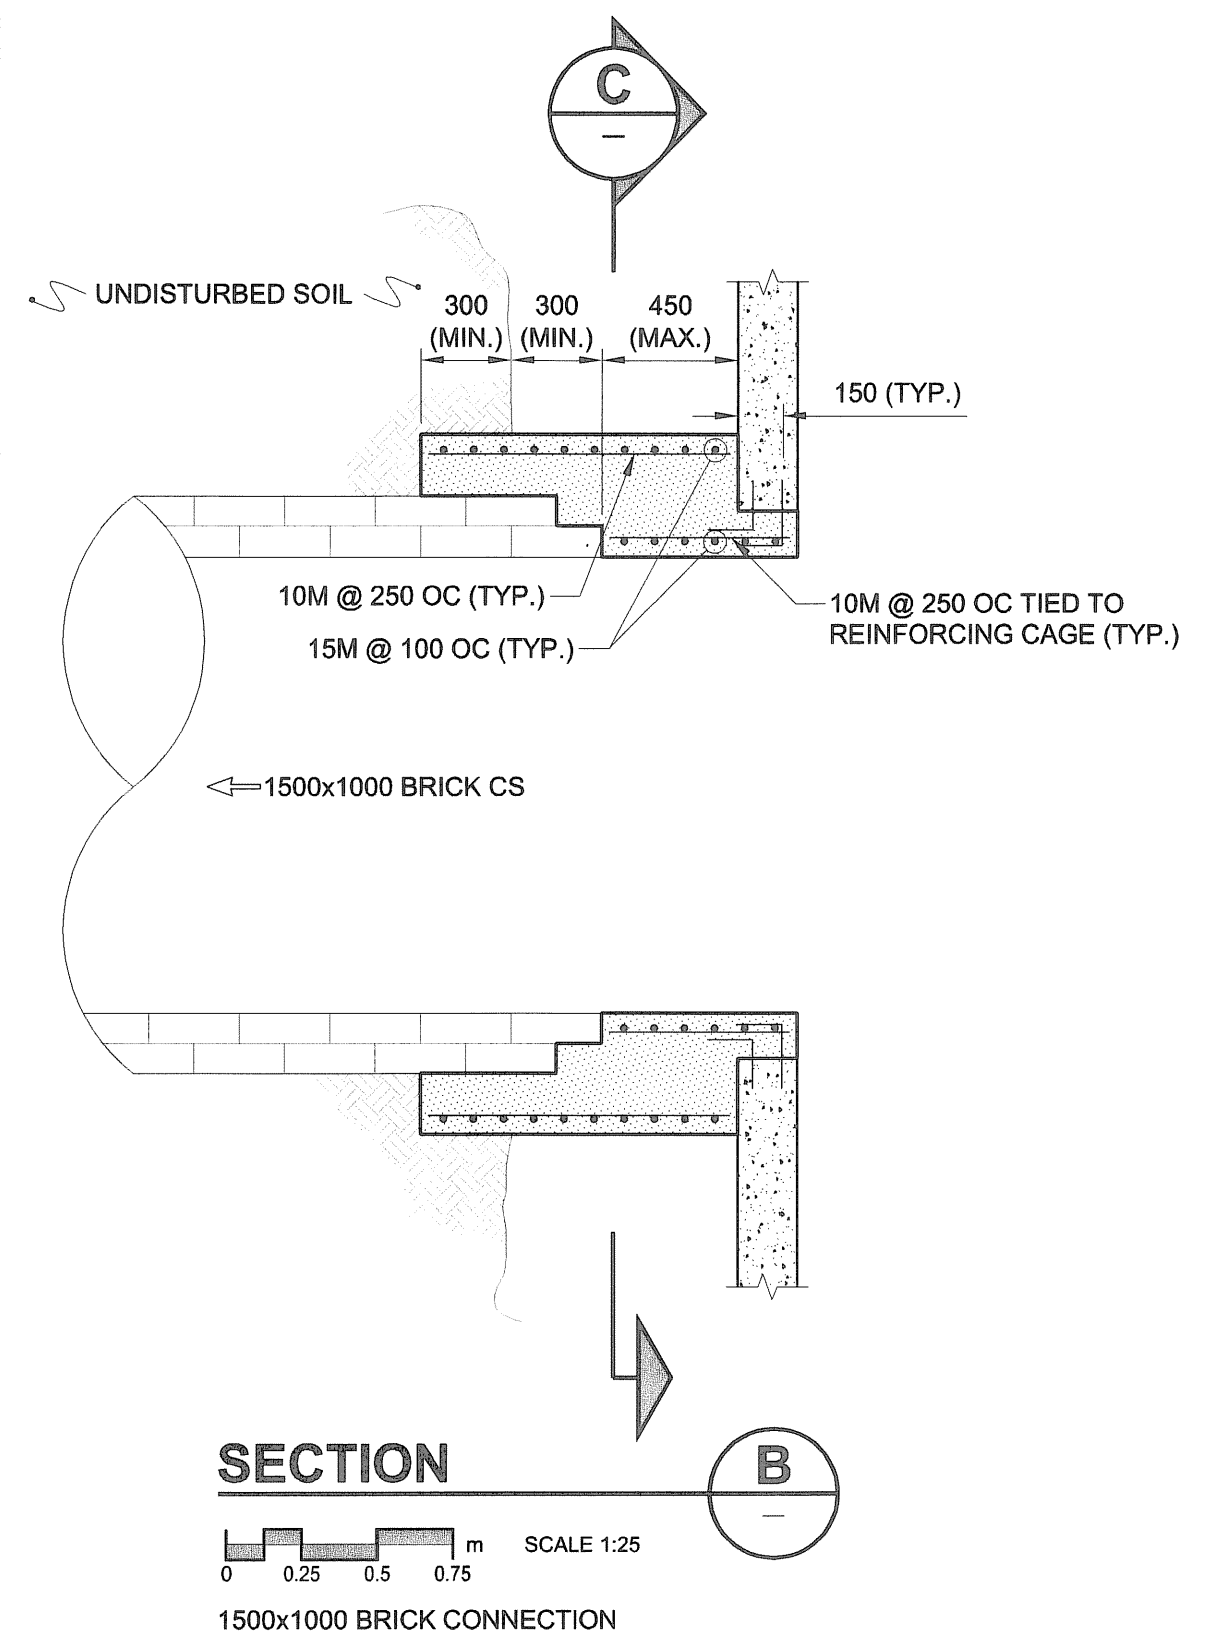 C
—
UNDISTURBED SOIL
300
(MIN.)
300
(MIN.)
450
(MAX.)
150 (TYP.)
10M @ 250 OC (TYP.)
10M @ 250 OC TIED TO
REINFORCING CAGE (TYP.)
15M @ 100 OC (TYP.)
1500x1000 BRICK CS
SECTION
B
—
m
SCALE 1:25
0 0.25 0.5 0.75
1500x1000 BRICK CONNECTION